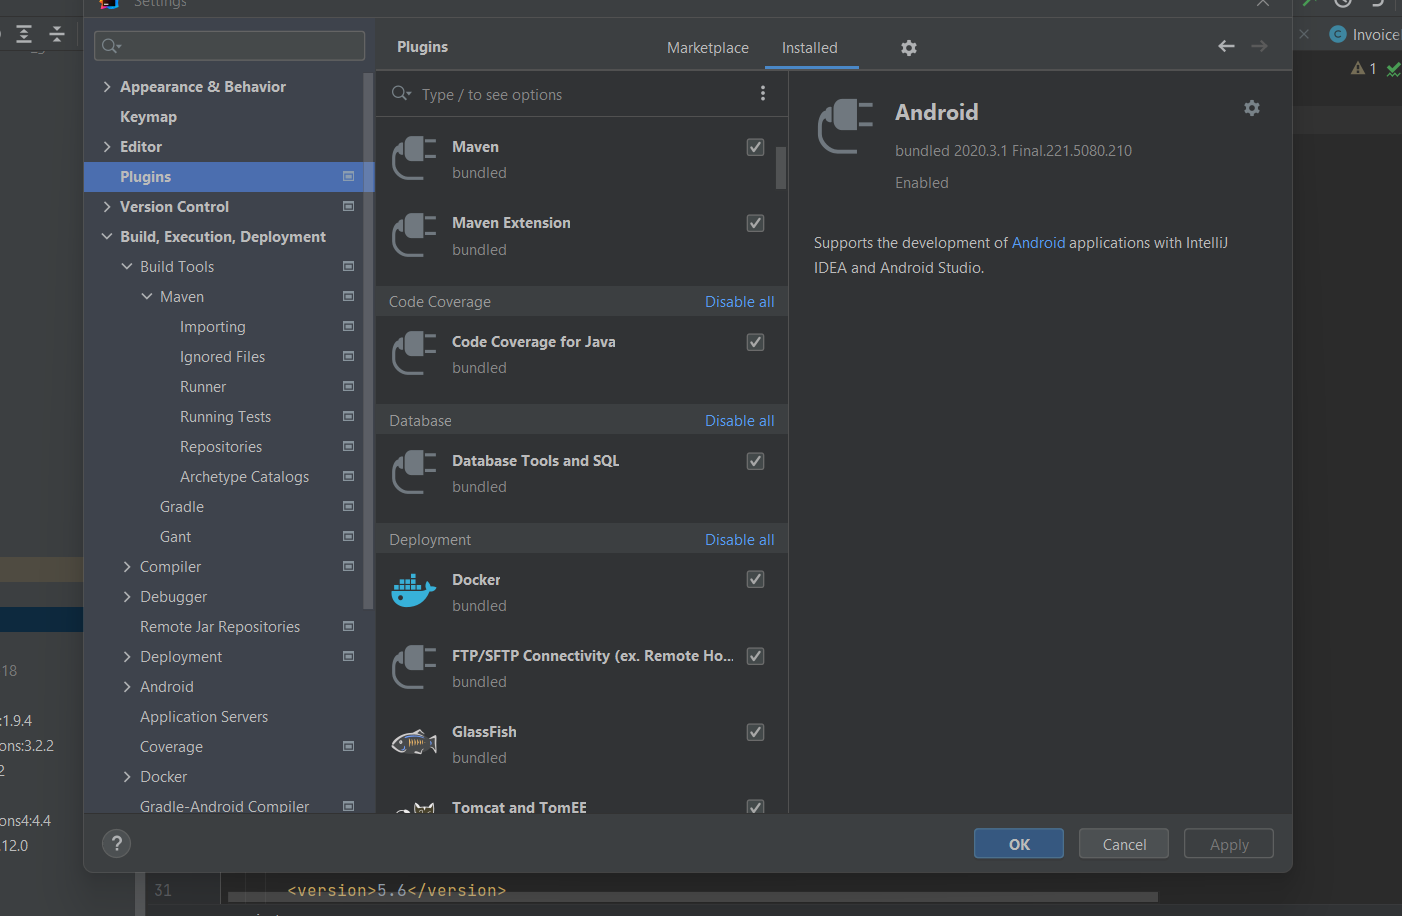 Settings
Appearance & Behavior
Keymap
Editor
Plugins
Version Control
Build, Execution, Deployment
Build Tools
Maven
Importing
Ignored Files
Runner
Running Tests
Repositories
Archetype Catalogs
Gradle
Gant
Compiler
Debugger
Remote Jar Repositories
Deployment
Android
Application Servers
Coverage
Docker
Gradle-Android Compiler
Plugins
Marketplace
Installed
Type / to see options
Maven
bundled
Maven Extension
bundled
Code Coverage Disable all
Code Coverage for Java
bundled
Database Disable all
Database Tools and SQL
bundled
Deployment Disable all
Docker
bundled
FTP/SFTP Connectivity (ex. Remote Ho...
bundled
GlassFish
bundled
Tomcat and TomEE
Android
bundled 2020.3.1 Final.221.5080.210
Enabled
Supports the development of Android applications with IntelliJ
IDEA and Android Studio.
?
OK
Cancel
Apply
C Invoice
1
18
:1.9.4
ons:3.2.2
2
ons4:4.4
.12.0
31 <version>5.6</version>